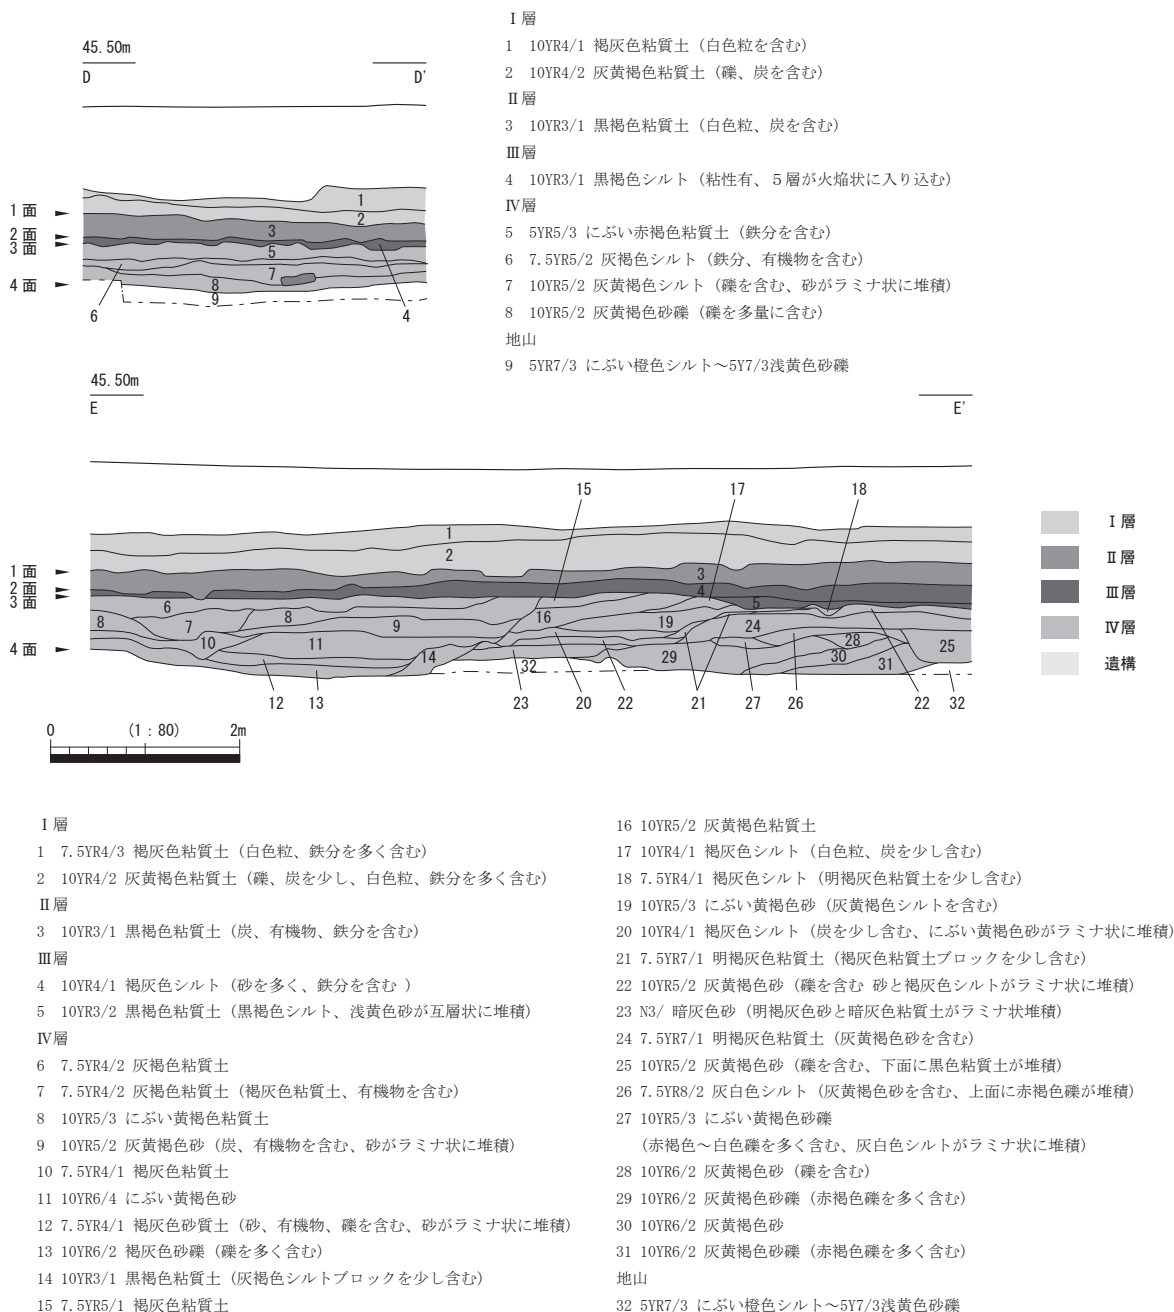 45.50m
D D'
1
2
3
5
7
8
9
1面
2面
3面
4面
6 4
Ⅰ層
1 10YR4/1 褐灰色粘質土（白色粒を含む）
2 10YR4/2 灰黄褐色粘質土（礫、炭を含む）
Ⅱ層
3 10YR3/1 黒褐色粘質土（白色粒、炭を含む）
Ⅲ層
4 10YR3/1 黒褐色シルト（粘性有、５層が火焔状に入り込む）
Ⅳ層
5 5YR5/3 にぶい赤褐色粘質土（鉄分を含む）
6 7.5YR5/2 灰褐色シルト（鉄分、有機物を含む）
7 10YR5/2 灰黄褐色シルト（礫を含む、砂がラミナ状に堆積）
8 10YR5/2 灰黄褐色砂礫（礫を多量に含む）
地山
9 5YR7/3 にぶい橙色シルト～5Y7/3浅黄色砂礫
45.50m
E E'
15 17 18
1
2
3
4
5
6
7
8 8
9
10 11
14
16
19
24
25
28
29
30
31
32
1面
2面
3面
4面
12 13 23 20 22 21 27 26 22 32
0 (1：80) 2m
Ⅰ層
Ⅱ層
Ⅲ層
Ⅳ層
遺構
Ⅰ層
1 7.5YR4/3 褐灰色粘質土（白色粒、鉄分を多く含む）
2 10YR4/2 灰黄褐色粘質土（礫、炭を少し、白色粒、鉄分を多く含む）
Ⅱ層
3 10YR3/1 黒褐色粘質土（炭、有機物、鉄分を含む）
Ⅲ層
4 10YR4/1 褐灰色シルト（砂を多く、鉄分を含む ）
5 10YR3/2 黒褐色粘質土（黒褐色シルト、浅黄色砂が互層状に堆積）
Ⅳ層
6 7.5YR4/2 灰褐色粘質土
7 7.5YR4/2 灰褐色粘質土（褐灰色粘質土、有機物を含む）
8 10YR5/3 にぶい黄褐色粘質土
9 10YR5/2 灰黄褐色砂（炭、有機物を含む、砂がラミナ状に堆積）
10 7.5YR4/1 褐灰色粘質土
11 10YR6/4 にぶい黄褐色砂
12 7.5YR4/1 褐灰色砂質土（砂、有機物、礫を含む、砂がラミナ状に堆積）
13 10YR6/2 褐灰色砂礫（礫を多く含む）
14 10YR3/1 黒褐色粘質土（灰褐色シルトブロックを少し含む）
15 7.5YR5/1 褐灰色粘質土
16 10YR5/2 灰黄褐色粘質土
17 10YR4/1 褐灰色シルト（白色粒、炭を少し含む）
18 7.5YR4/1 褐灰色シルト（明褐灰色粘質土を少し含む）
19 10YR5/3 にぶい黄褐色砂（灰黄褐色シルトを含む）
20 10YR4/1 褐灰色シルト（炭を少し含む、にぶい黄褐色砂がラミナ状に堆積）
21 7.5YR7/1 明褐灰色粘質土（褐灰色粘質土ブロックを少し含む）
22 10YR5/2 灰黄褐色砂（礫を含む 砂と褐灰色シルトがラミナ状に堆積）
23 N3/ 暗灰色砂（明褐灰色砂と暗灰色粘質土がラミナ状堆積）
24 7.5YR7/1 明褐灰色粘質土（灰黄褐色砂を含む）
25 10YR5/2 灰黄褐色砂（礫を含む、下面に黒色粘質土が堆積）
26 7.5YR8/2 灰白色シルト（灰黄褐色砂を含む、上面に赤褐色礫が堆積）
27 10YR5/3 にぶい黄褐色砂礫
（赤褐色～白色礫を多く含む、灰白色シルトがラミナ状に堆積）
28 10YR6/2 灰黄褐色砂（礫を含む）
29 10YR6/2 灰黄褐色砂礫（赤褐色礫を多く含む）
30 10YR6/2 灰黄褐色砂
31 10YR6/2 灰黄褐色砂礫（赤褐色礫を多く含む）
地山
32 5YR7/3 にぶい橙色シルト～5Y7/3浅黄色砂礫